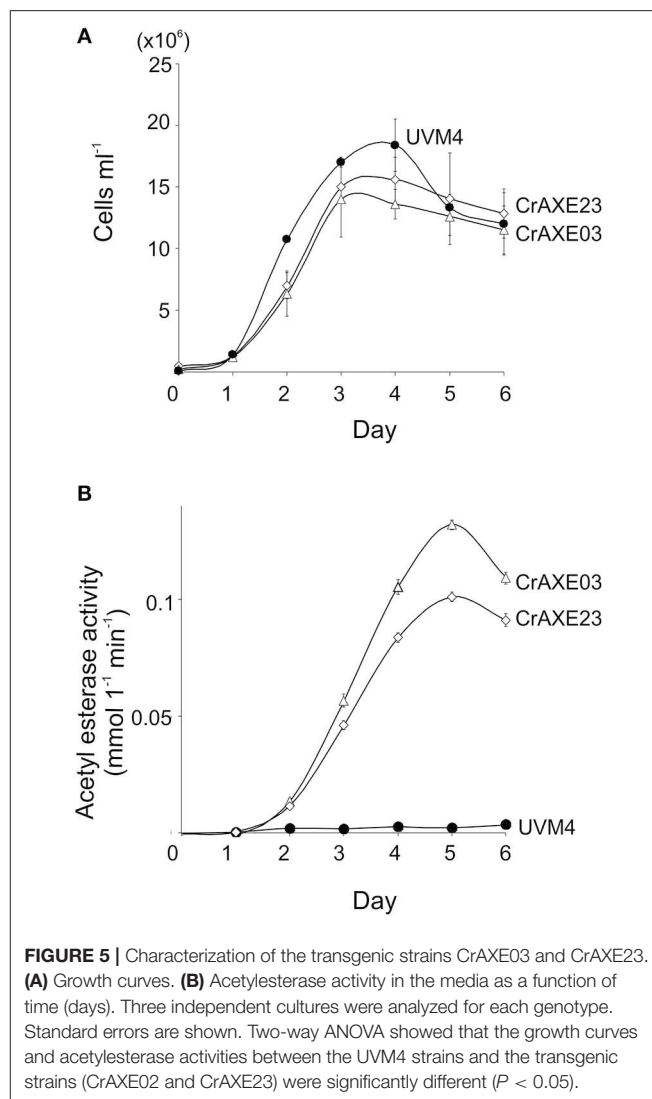 A
(x10⁶)
25
20
15
10
5
Cells ml⁻¹
UVM4
CrAXE23
CrAXE03
0 1 2 3 4 5 6
Day
B
0.1
0.05
Acetyl esterase activity
(mmol 1⁻¹ min⁻¹)
CrAXE03
CrAXE23
UVM4
0 1 2 3 4 5 6
Day
FIGURE 5 | Characterization of the transgenic strains CrAXE03 and CrAXE23.
(A) Growth curves. (B) Acetylesterase activity in the media as a function of
time (days). Three independent cultures were analyzed for each genotype.
Standard errors are shown. Two-way ANOVA showed that the growth curves
and acetylesterase activities between the UVM4 strains and the transgenic
strains (CrAXE02 and CrAXE23) were significantly different (P < 0.05).